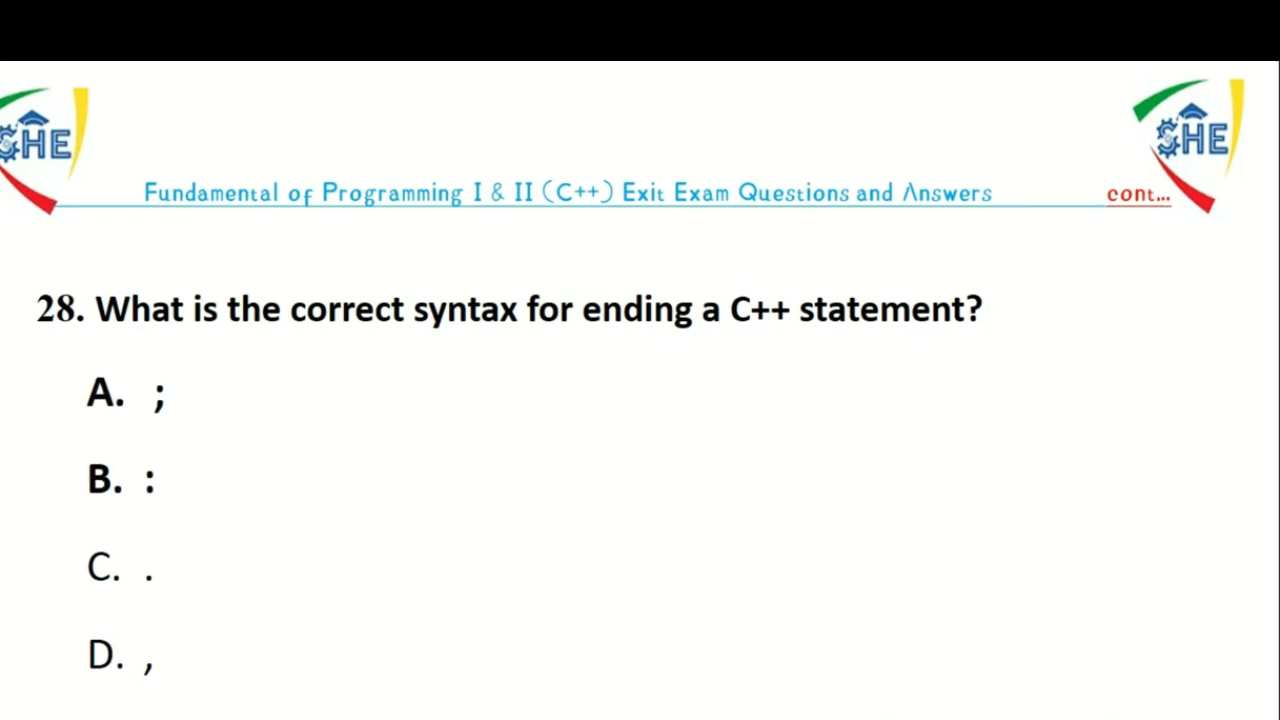 SHE
SHE
Fundamental of Programming I & II (C++) Exit Exam Questions and Answers cont...
28. What is the correct syntax for ending a C++ statement?
A. ;
B. :
C. .
D. ,